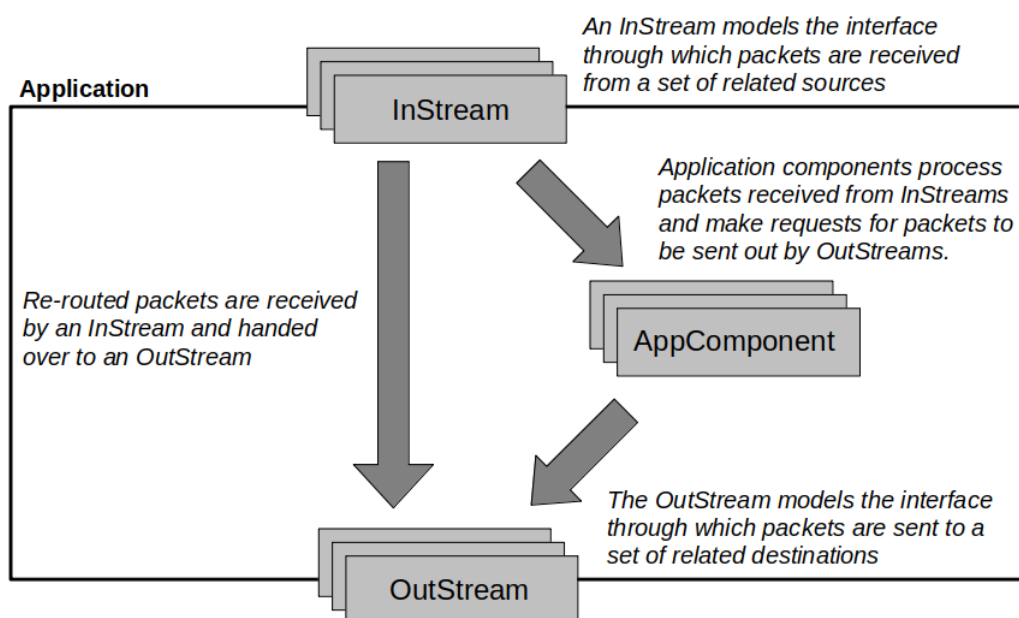 An InStream models the interface
through which packets are received
from a set of related sources
Application
InStream
Application components process
packets received from InStreams
and make requests for packets to
be sent out by OutStreams.
Re-routed packets are received
by an InStream and handed
over to an OutStream
AppComponent
The OutStream models the interface
through which packets are sent to a
set of related destinations
OutStream